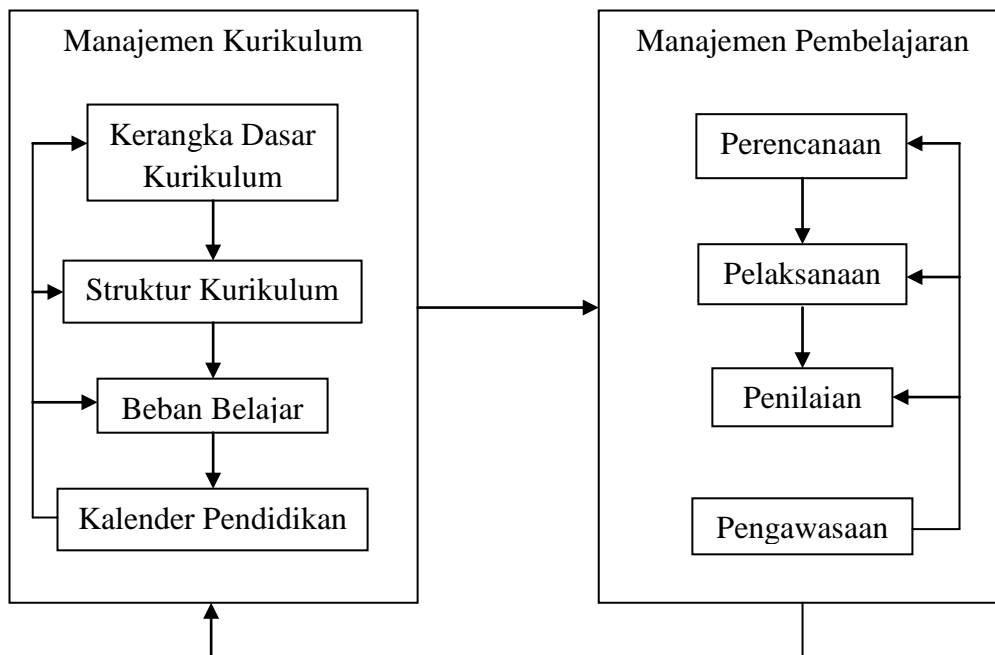 Manajemen Kurikulum
Kerangka Dasar
Kurikulum
Struktur Kurikulum
Beban Belajar
Kalender Pendidikan
Manajemen Pembelajaran
Perencanaan
Pelaksanaan
Penilaian
Pengawasaan